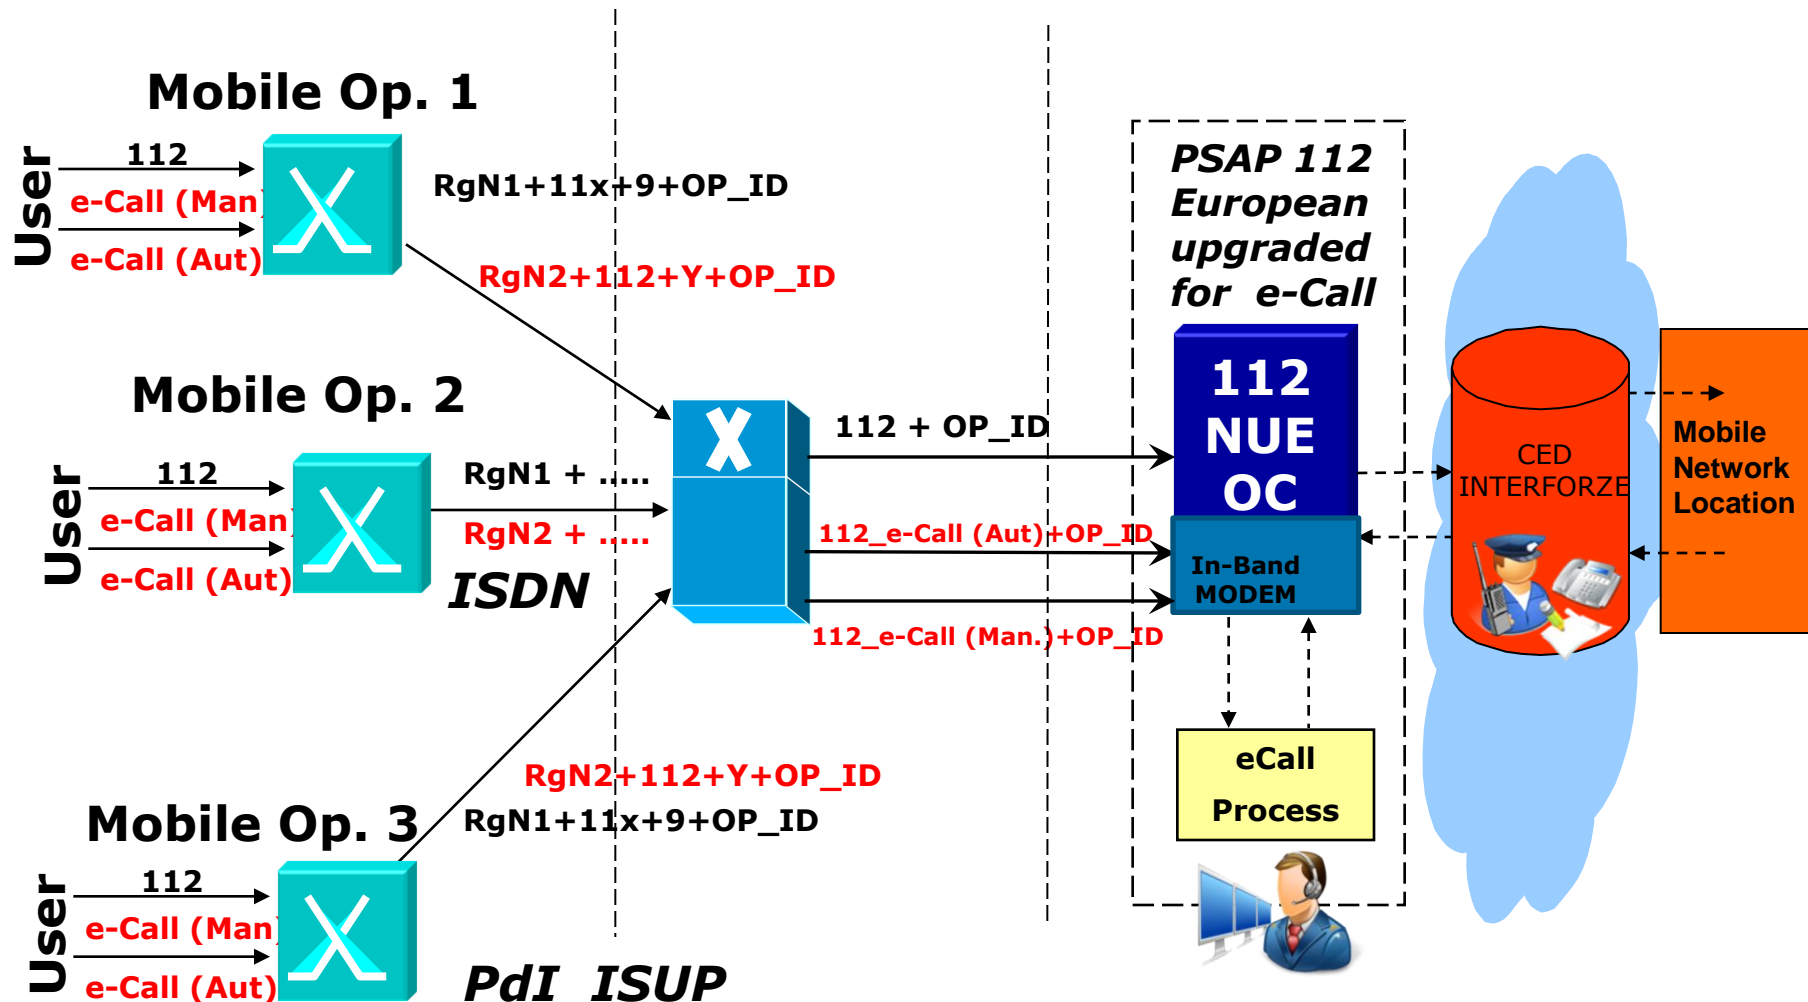 Mobile Op. 1
User
112
e-Call (Man)
e-Call (Aut)
RgN1+11x+9+OP_ID
RgN2+112+Y+OP_ID
Mobile Op. 2
User
112
e-Call (Man)
e-Call (Aut)
RgN1 + .....
RgN2 + .....
ISDN
Mobile Op. 3
User
112
e-Call (Man)
e-Call (Aut)
RgN2+112+Y+OP_ID
RgN1+11x+9+OP_ID
PdI ISUP
112 + OP_ID
112_e-Call (Aut)+OP_ID
112_e-Call (Man.)+OP_ID
PSAP 112
European
upgraded
for e-Call
112
NUE
OC
In-Band
MODEM
eCall
Process
CED
INTERFORZE
Mobile
Network
Location